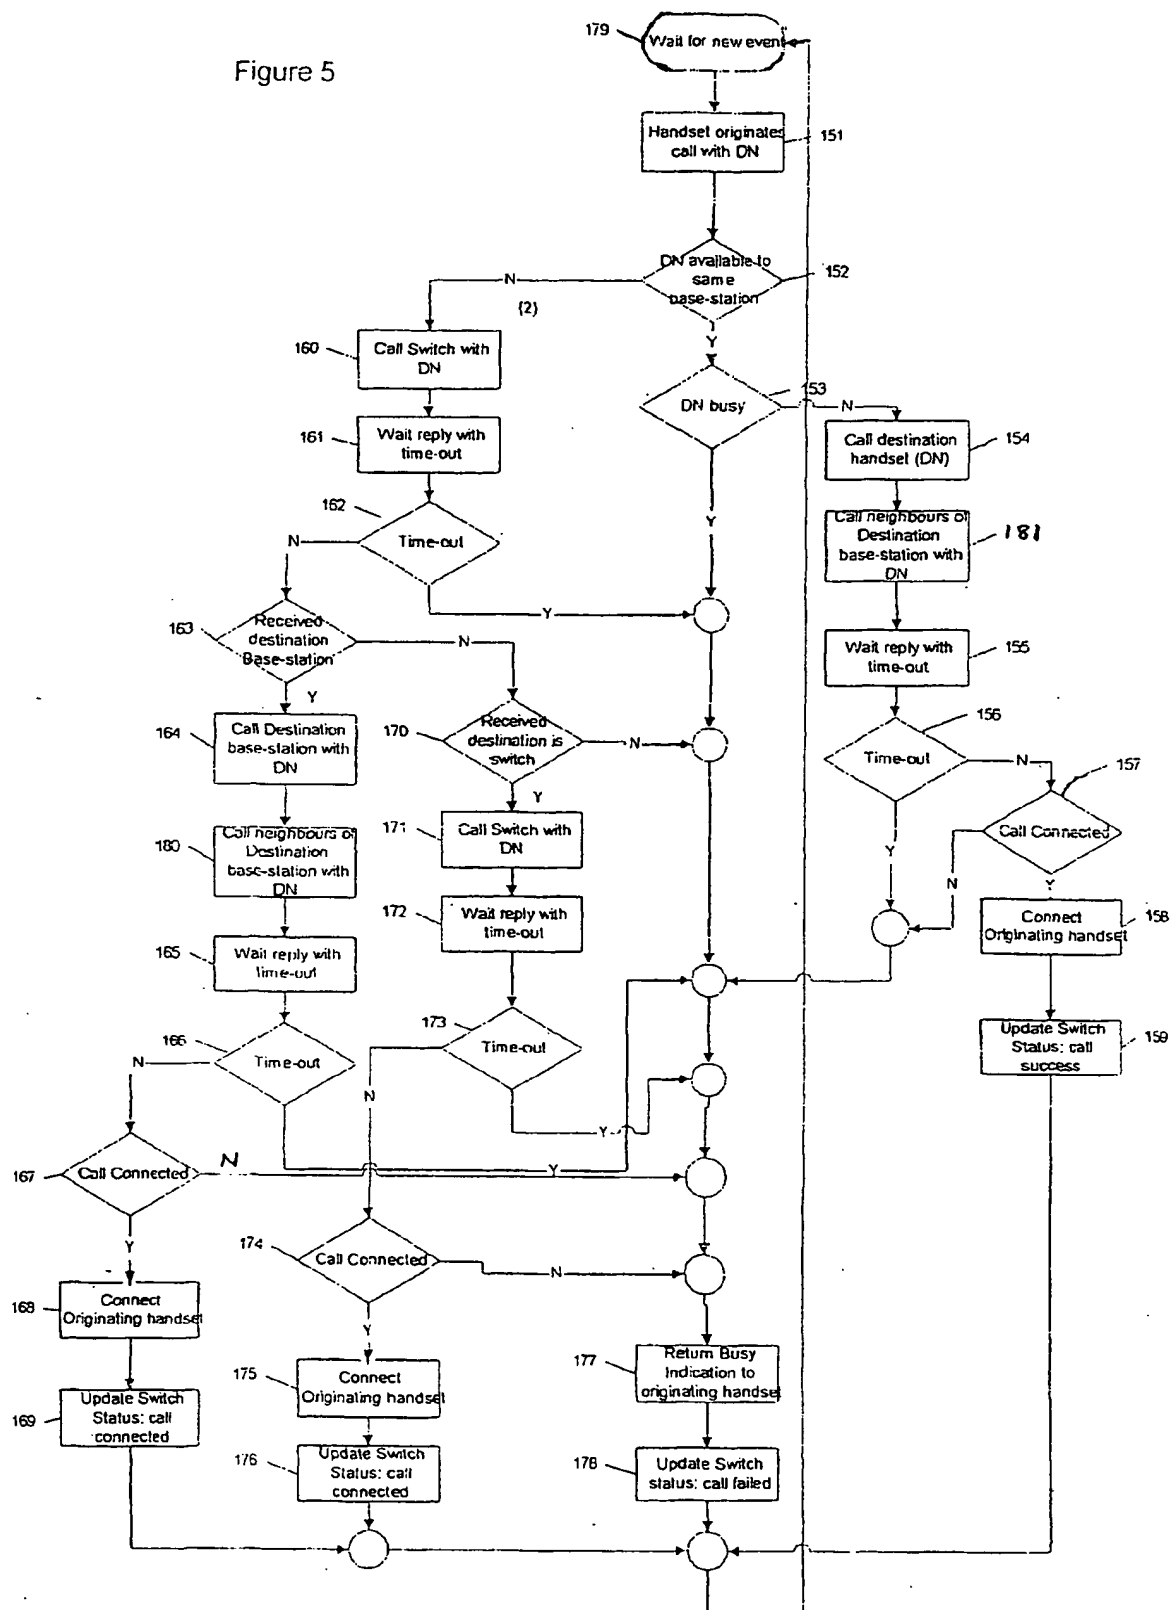 Figure 5
179
Wait for new event
Handset originates
call with DN
151
DN available to
same
base-station
152
N
(2)
Y
160
Call Switch with
DN
DN busy
153
N
161
Wait reply with
time-out
Call destination
handset (DN)
154
162
Time-out
N
Y
Y
Call neighbours of
Destination
base-station with
DN
181
163
Received
destination
Base-station
N
Y
Wait reply with
time-out
155
164
Call Destination
base-station with
DN
170
Received
destination is
switch
N
Y
Time-out
156
N
157
Call Connected
Y
N
Y
171
Call Switch with
DN
180
Call neighbours of
Destination
base-station with
DN
172
Wait reply with
time-out
Connect
Originating handset
158
165
Wait reply with
time-out
166
Time-out
N
Y
173
Time-out
N
Y
Update Switch
Status: call
success
159
167
Call Connected
N
Y
174
Call Connected
N
Y
168
Connect
Originating handset
175
Connect
Originating handset
177
Return Busy
Indication to
originating handset
169
Update Switch
Status: call
connected
176
Update Switch
Status: call
connected
178
Update Switch
status: call failed